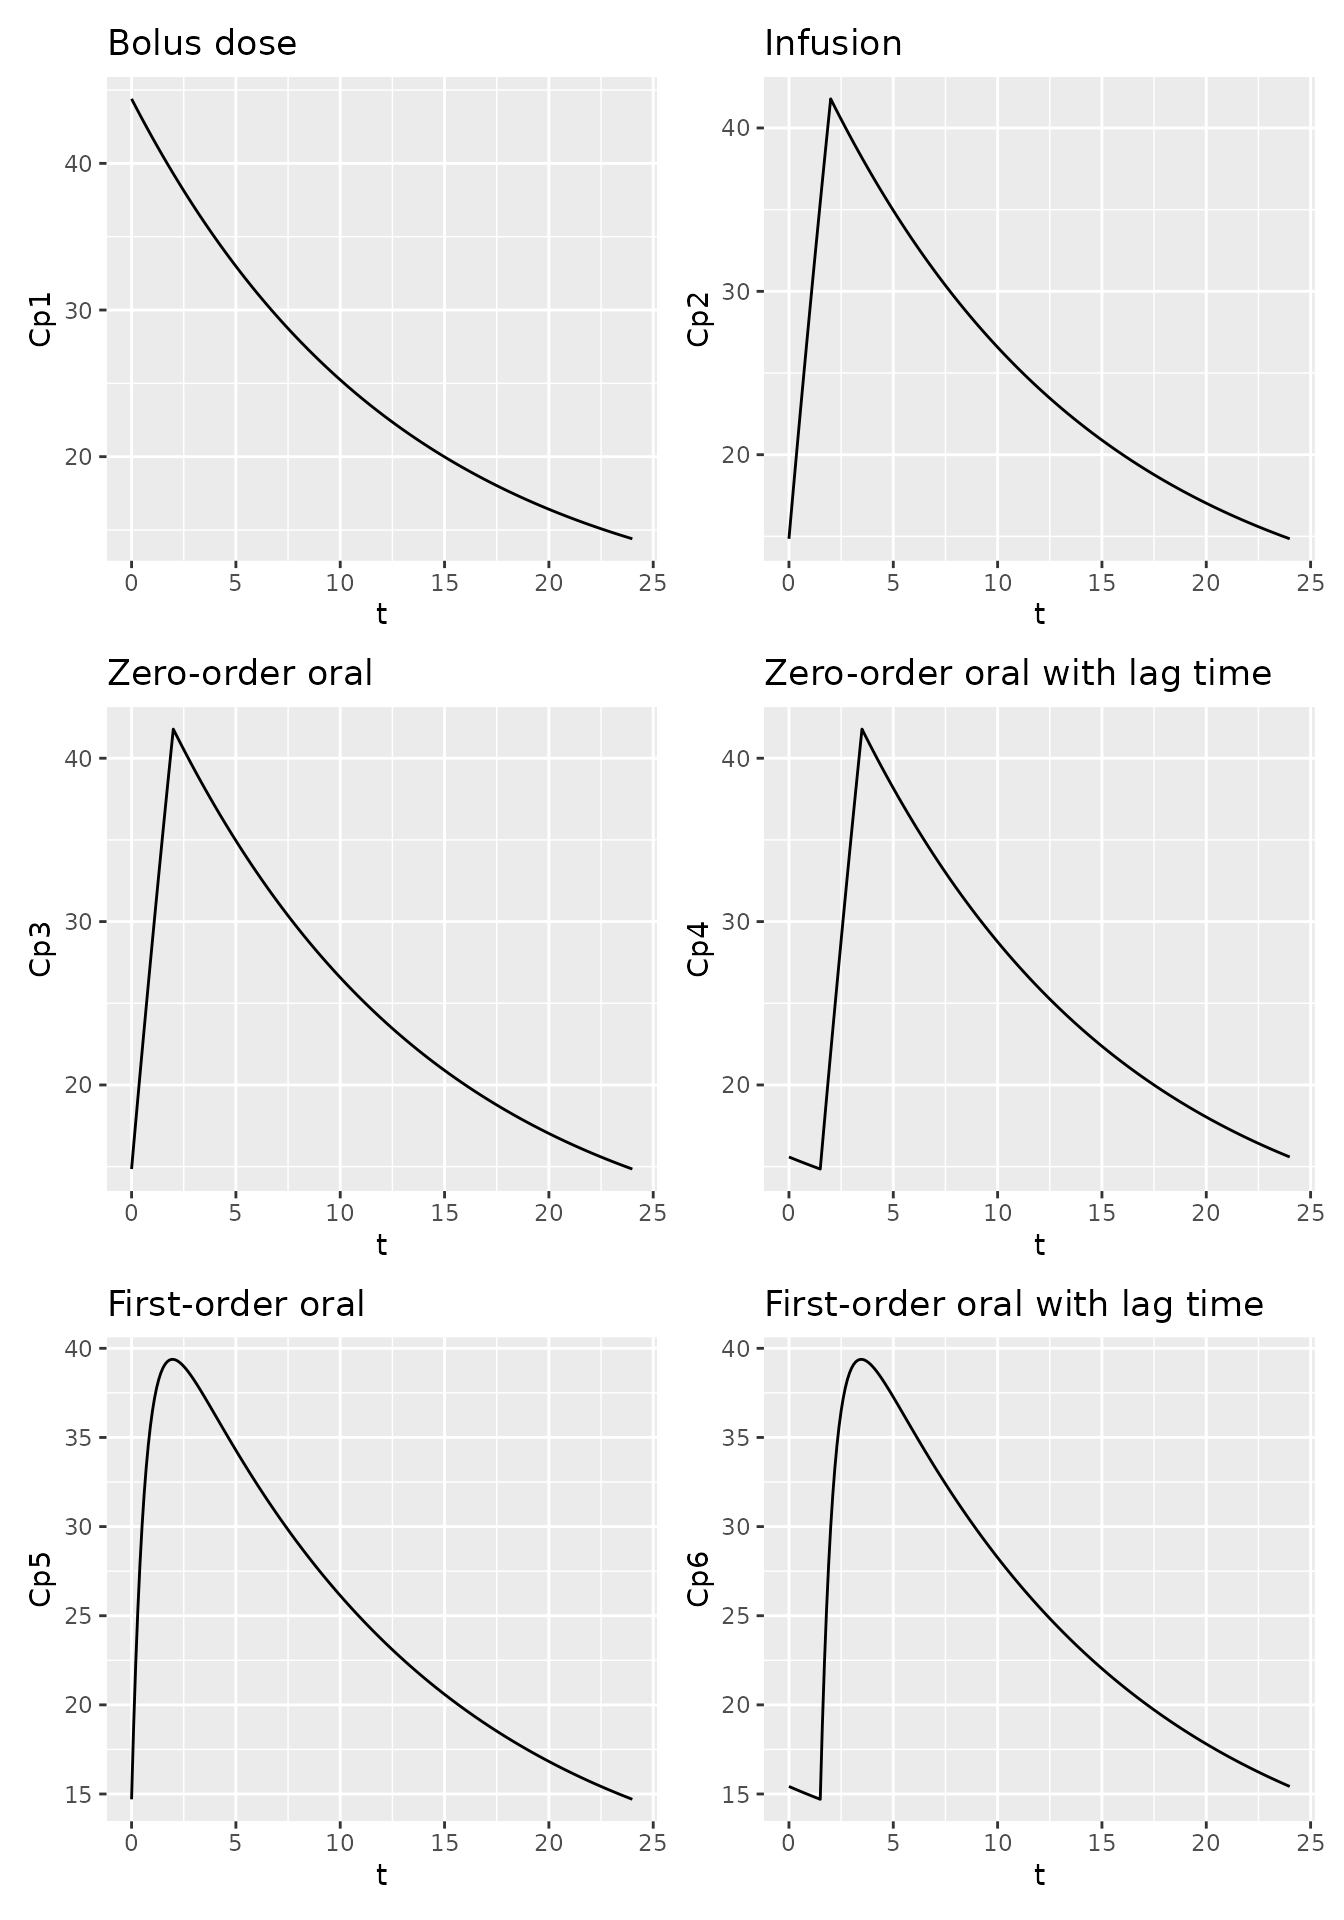 Bolus dose
Cp1
40
30
20
0 5 10 15 20 25
t
Infusion
Cp2
40
30
20
0 5 10 15 20 25
t
Zero-order oral
Cp3
40
30
20
0 5 10 15 20 25
t
Zero-order oral with lag time
Cp4
40
30
20
0 5 10 15 20 25
t
First-order oral
Cp5
40
35
30
25
20
15
0 5 10 15 20 25
t
First-order oral with lag time
Cp6
40
35
30
25
20
15
0 5 10 15 20 25
t